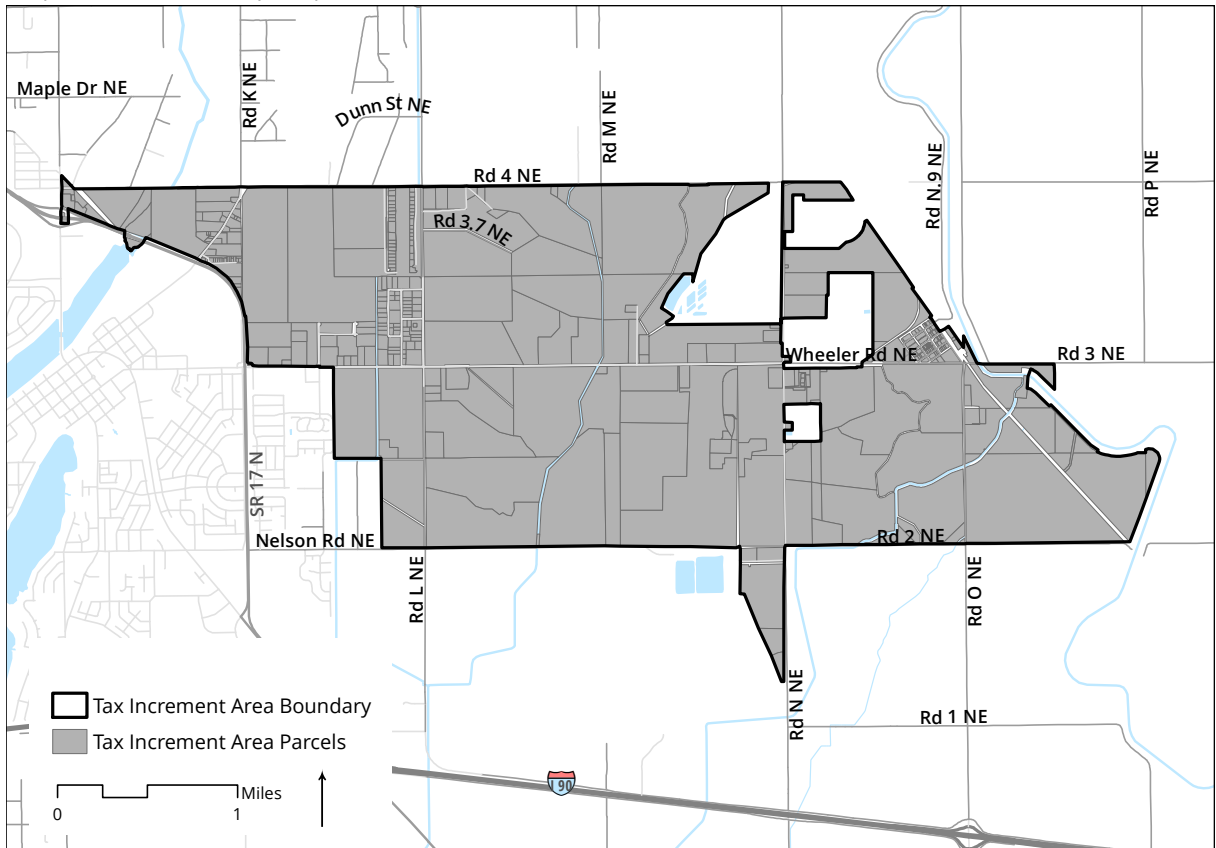 Maple Dr NE
Rd K NE
Dunn St NE
Rd M NE
Rd N.9 NE
Rd P NE
Rd 4 NE
Rd 3.7 NE
Wheeler Rd NE
Rd 3 NE
SR 17 N
Nelson Rd NE
Rd 2 NE
Rd L NE
Rd O NE
Rd N NE
Rd 1 NE
Tax Increment Area Boundary
Tax Increment Area Parcels
Miles
0
1
I 90